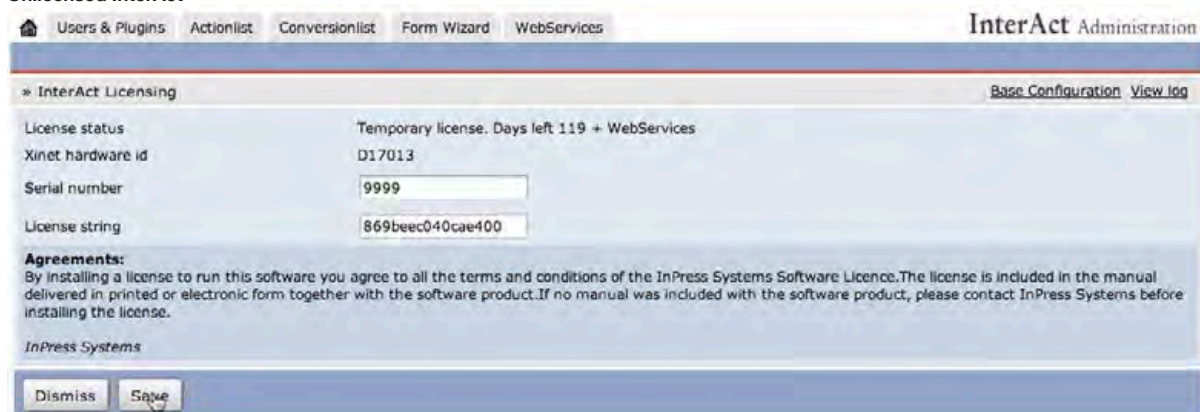 Users & Plugins Actionlist Conversionlist Form Wizard WebServices InterAct Administration
» InterAct Licensing Base Configuration View log
License status Temporary license. Days left 119 + WebServices
Xinet hardware id D17013
Serial number 9999
License string 869beec040cae400
Agreements:
By installing a license to run this software you agree to all the terms and conditions of the InPress Systems Software Licence.The license is included in the manual
delivered in printed or electronic form together with the software product.If no manual was included with the software product, please contact InPress Systems before
installing the license.
InPress Systems
Dismiss Save